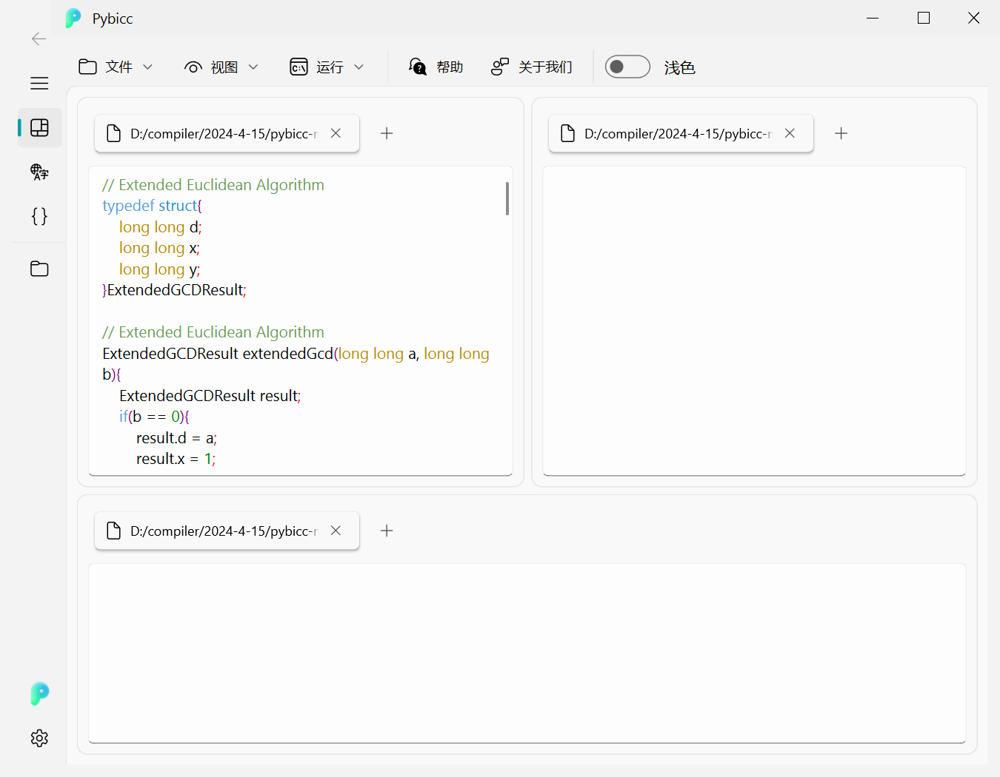 Pybicc
文件 视图 运行 帮助 关于我们 浅色
D:/compiler/2024-4-15/pybicc-
// Extended Euclidean Algorithm
typedef struct{
long long d;
long long x;
long long y;
}ExtendedGCDResult;
// Extended Euclidean Algorithm
ExtendedGCDResult extendedGcd(long long a, long long
b){
ExtendedGCDResult result;
if(b == 0){
result.d = a;
result.x = 1;
D:/compiler/2024-4-15/pybicc-
D:/compiler/2024-4-15/pybicc-